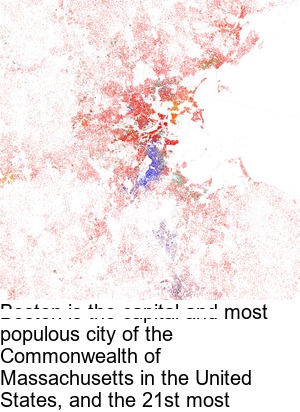 Boston is the capital and most
populous city of the
Commonwealth of
Massachusetts in the United
States, and the 21st most